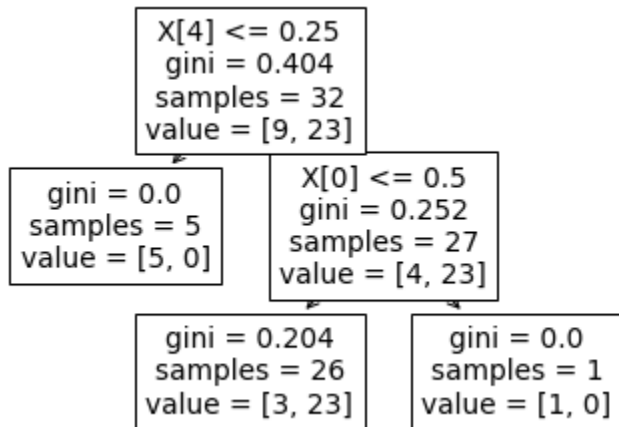 X[4] <= 0.25
gini = 0.404
samples = 32
value = [9, 23]
gini = 0.0
samples = 5
value = [5, 0]
X[0] <= 0.5
gini = 0.252
samples = 27
value = [4, 23]
gini = 0.204
samples = 26
value = [3, 23]
gini = 0.0
samples = 1
value = [1, 0]